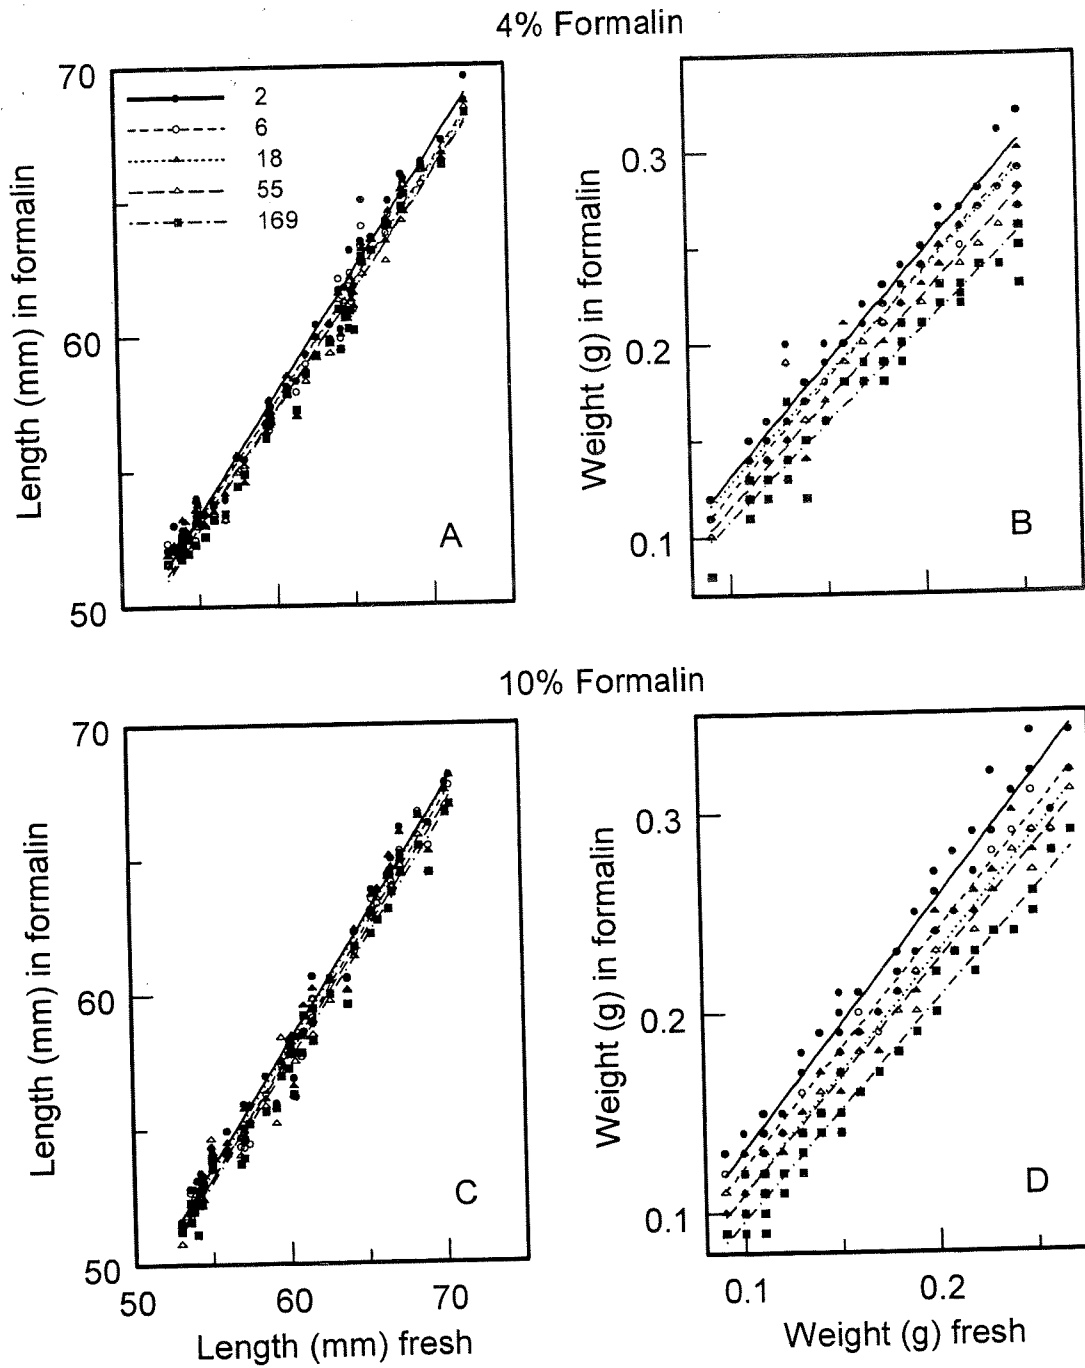 4% Formalin
70
60
50
Length (mm) in formalin
2
6
18
55
169
A
0.3
0.2
0.1
Weight (g) in formalin
B
10% Formalin
70
60
50
Length (mm) in formalin
C
50
60
70
Length (mm) fresh
0.3
0.2
0.1
Weight (g) in formalin
D
0.1
0.2
Weight (g) fresh